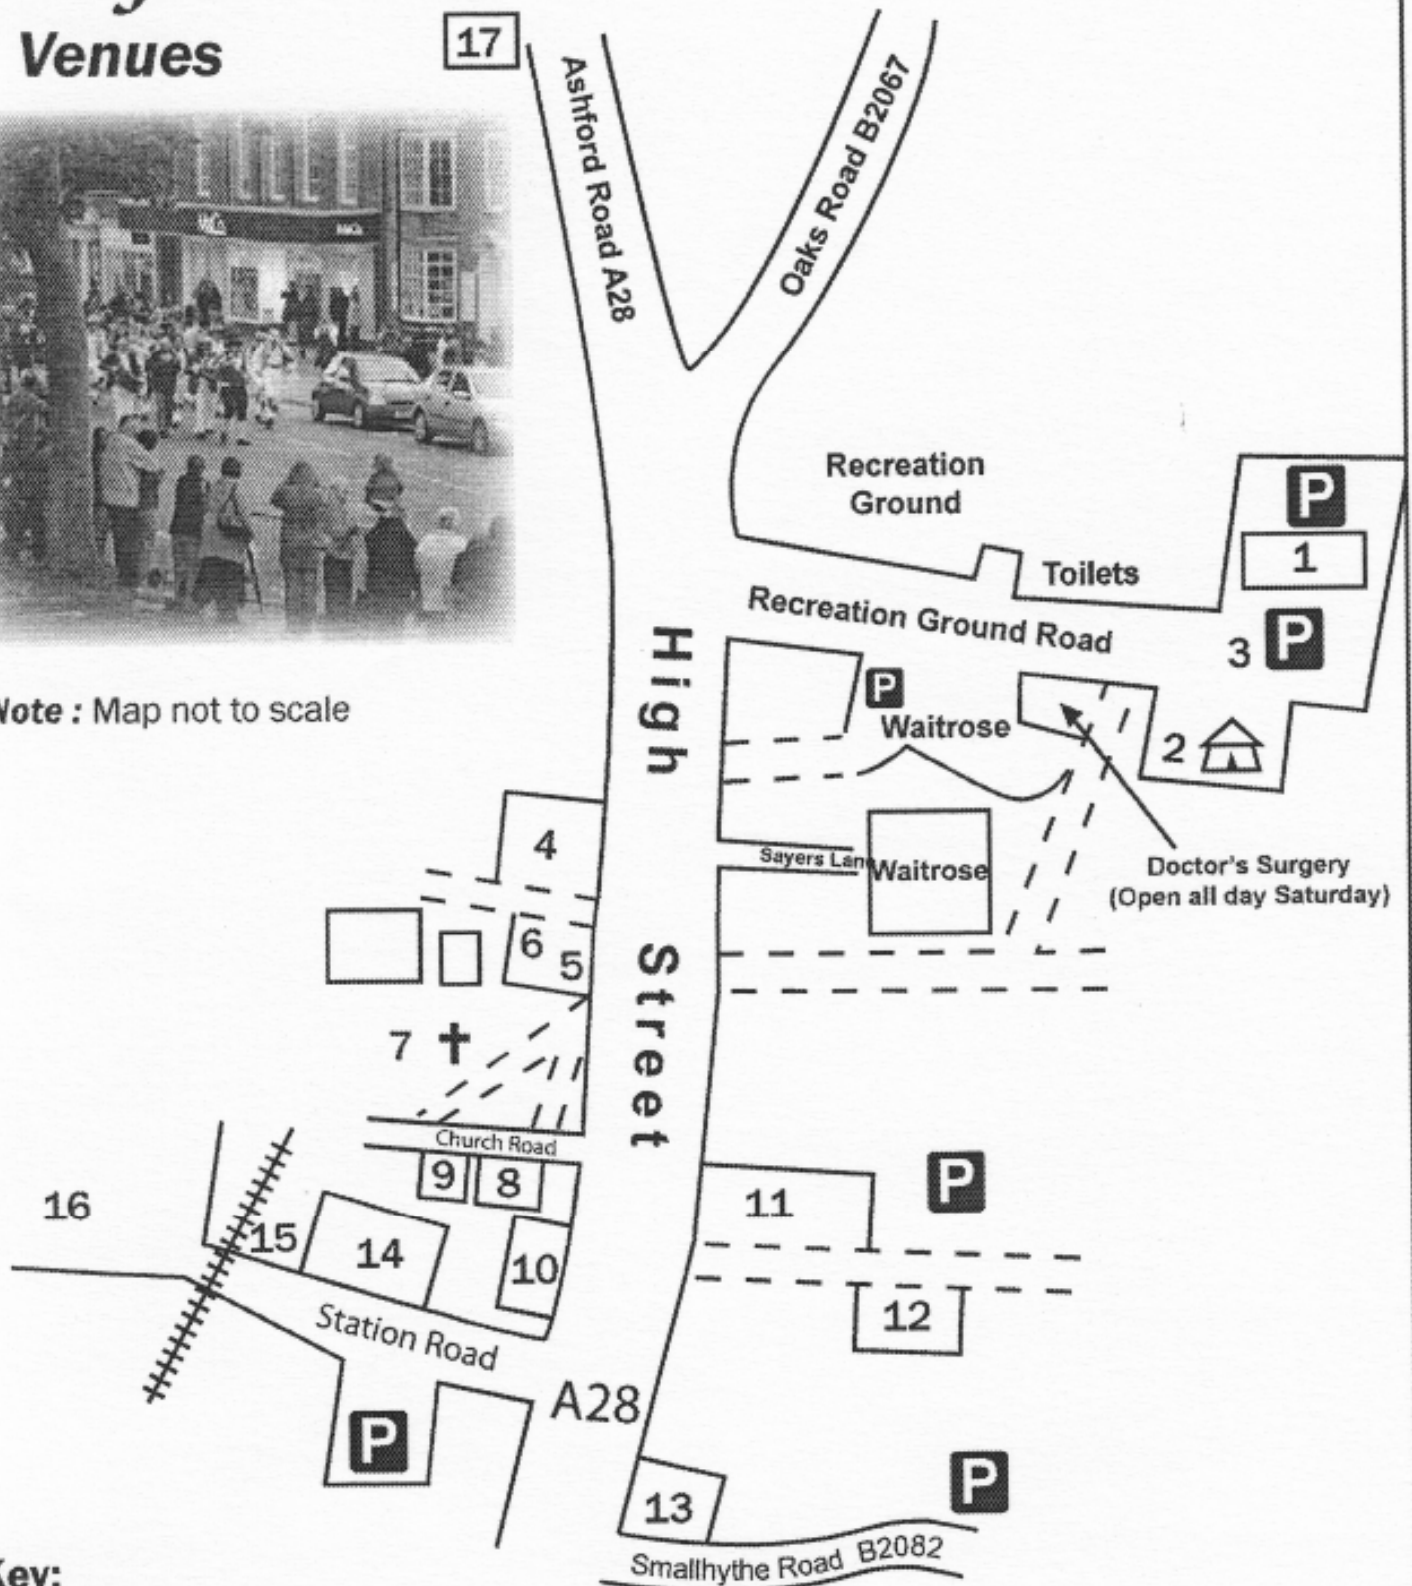 Venues
17
Ashford Road A28
Oaks Road B2067
Recreation
Ground
P
1
Toilets
Recreation Ground Road
3 P
High
Street
Note : Map not to scale
P
Waitrose
2
4
Sayers Lane
Waitrose
Doctor's Surgery
(Open all day Saturday)
6
5
7
Church Road
9
8
11
P
16
15
14
10
12
Station Road
A28
P
P
13
Smallhythe Road B2082
Key: